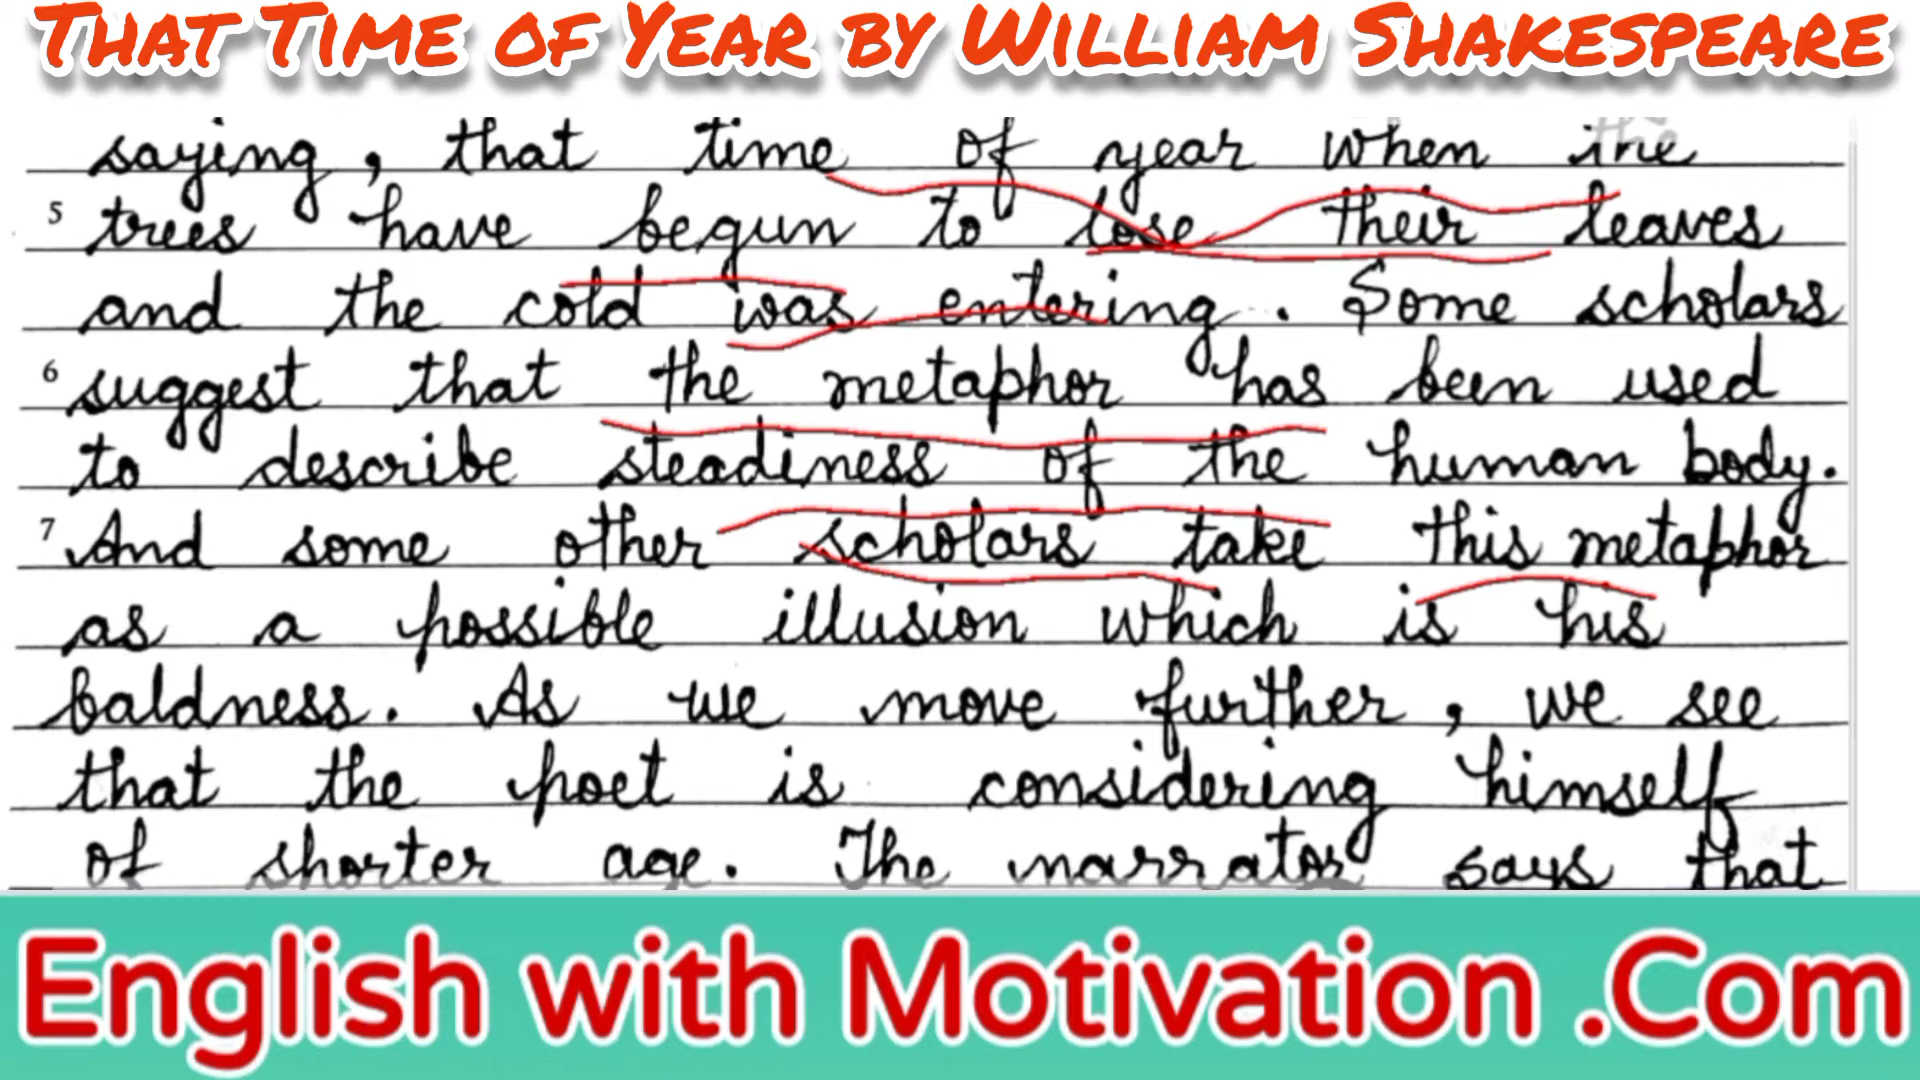 THAT TIME OF YEAR BY WILLIAM SHAKESPEARE
saying, that time of year when the
5 trees have begun to lose their leaves
and the cold was entering. Some scholars
6 suggest that the metaphor has been used
to describe steadiness of the human body.
7 And some other scholars take this metaphor
as a possible illusion which is his
baldness. As we move further, we see
that the poet is considering himself
of shorter age. The narrator says that
English with Motivation .Com